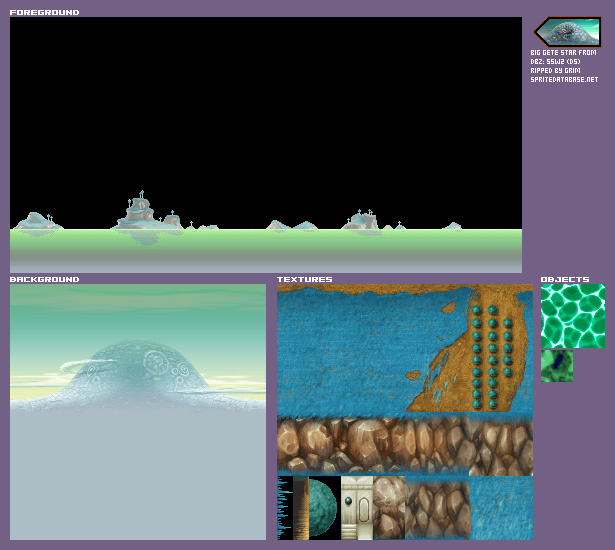 FOREGROUND
BIG GETE STAR FROM
DBZ: SSW2 (DS)
RIPPED BY GRIM
SPRITEDATABASE.NET
BACKGROUND
TEXTURES
OBJECTS